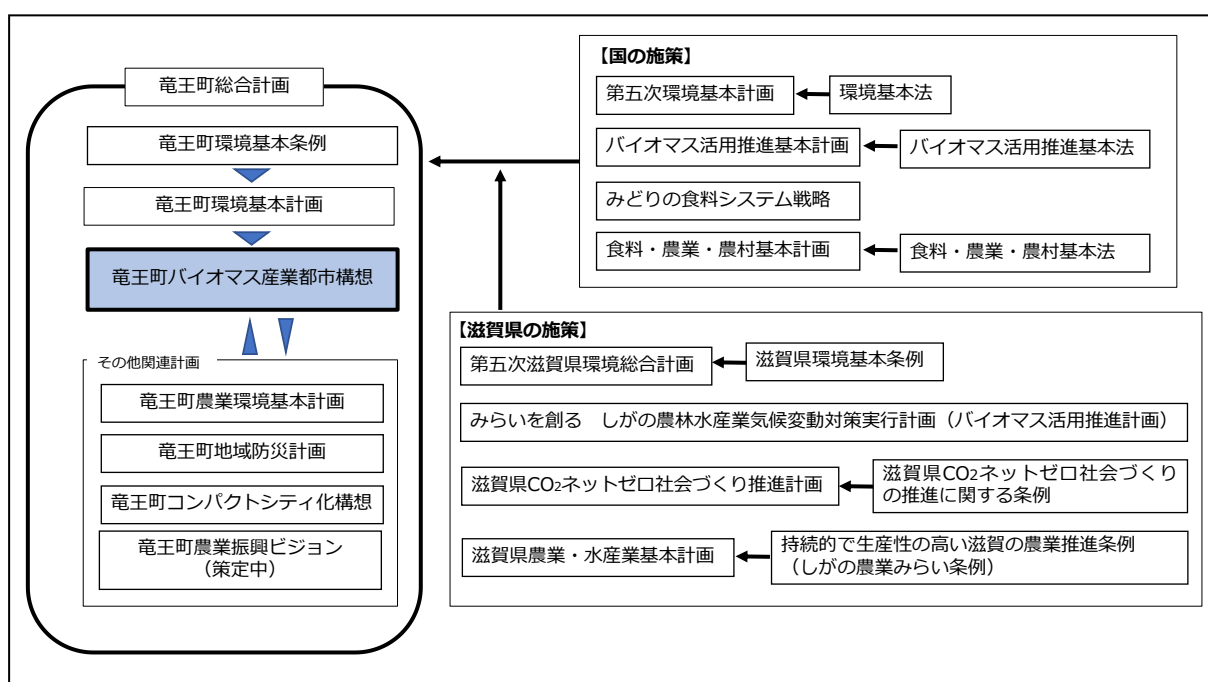 竜王町総合計画
竜王町環境基本条例
竜王町環境基本計画
竜王町バイオマス産業都市構想
その他関連計画
竜王町農業環境基本計画
竜王町地域防災計画
竜王町コンパクトシティ化構想
竜王町農業振興ビジョン
(策定中)
【国の施策】
第五次環境基本計画
環境基本法
バイオマス活用推進基本計画
バイオマス活用推進基本法
みどりの食料システム戦略
食料・農業・農村基本計画
食料・農業・農村基本法
【滋賀県の施策】
第五次滋賀県環境総合計画
滋賀県環境基本条例
みらいを創る　しがの農林水産業気候変動対策実行計画（バイオマス活用推進計画）
滋賀県CO₂ネットゼロ社会づくり推進計画
滋賀県CO₂ネットゼロ社会づくり
の推進に関する条例
滋賀県農業・水産業基本計画
持続的で生産性の高い滋賀の農業推進条例
（しがの農業みらい条例）